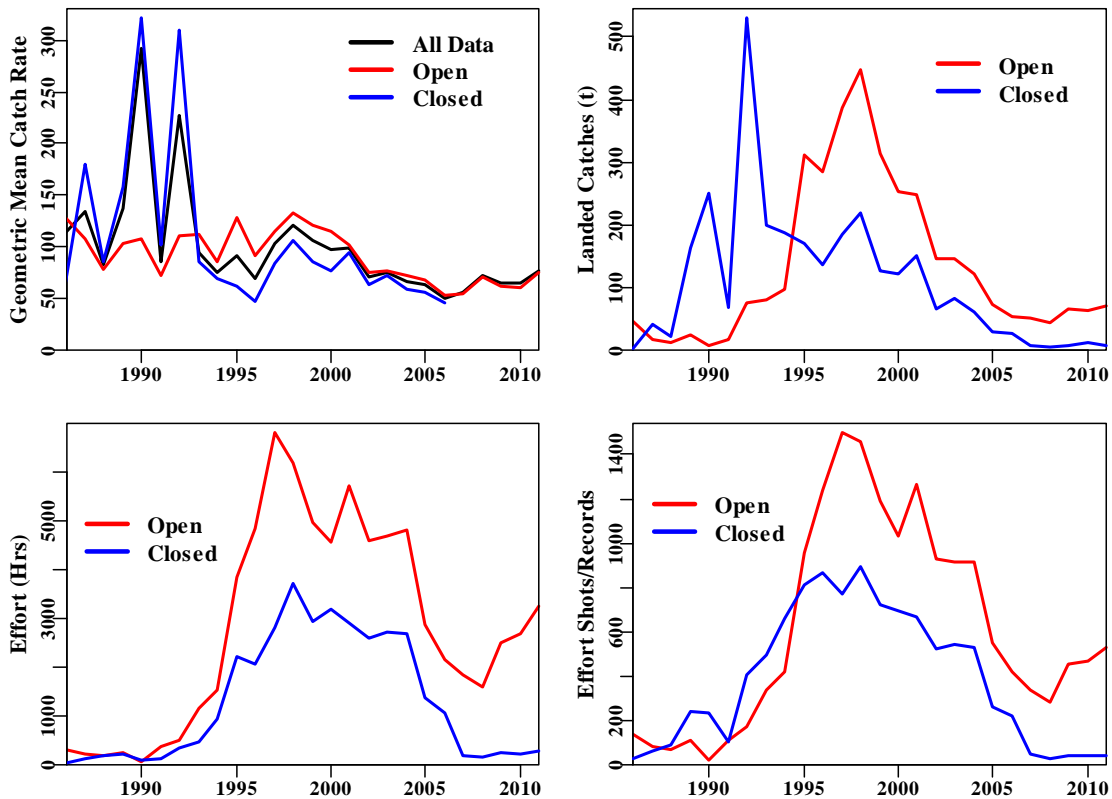 Geometric Mean Catch Rate
0 50 100 150 200 250 300
All Data
Open
Closed
1990 1995 2000 2005 2010
Landed Catches (t)
0 100 200 300 400 500
Open
Closed
1990 1995 2000 2005 2010
Effort (Hrs)
0 1000 3000 5000
Open
Closed
1990 1995 2000 2005 2010
Effort Shots/Records
0 200 600 1000 1400
Open
Closed
1990 1995 2000 2005 2010